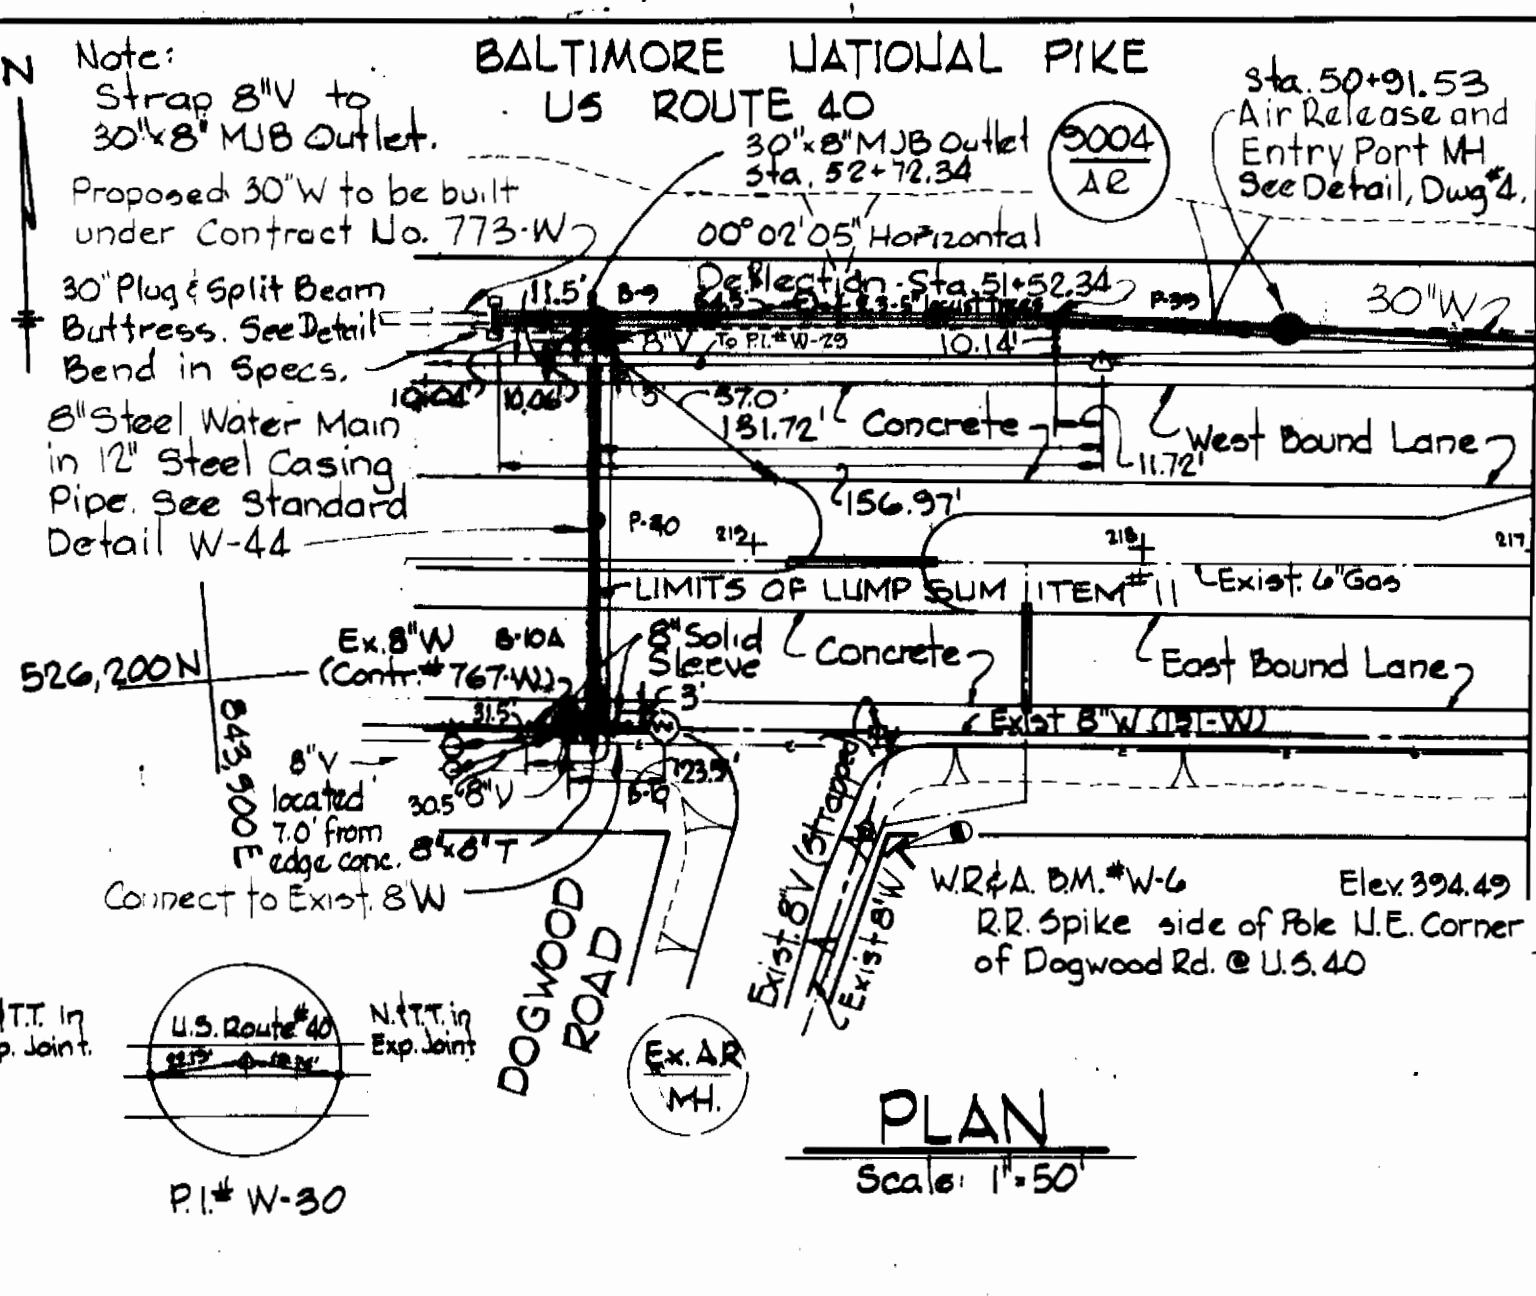 N
Note:
Strap 8"V to
30"x8" MJB Outlet.
BALTIMORE NATIONAL PIKE
US ROUTE 40
30"x8" MJB Outlet
Sta. 52+72.34
9004
AR
Sta. 50+91.53
Air Release and
Entry Port MH
See Detail, Dwg#4.
Proposed 30"W to be built
under Contract No. 773-W
00°02'05" Horizontal
Deflection-Sta. 51+52.34
30" Plug & Split Beam
Buttress. See Detail
Bend in Specs.
11.5'
B-9
P-39
30"W
8"V
To P.I.# W-29
10.14'
10.04'
10.06'
5'
37.0'
131.72'
Concrete
11.72'
West Bound Lane
156.97'
8" Steel Water Main
in 12" Steel Casing
Pipe. See Standard
Detail W-44
P-40
219
218
217
LIMITS OF LUMP SUM ITEM #11
Exist. 6" Gas
Ex. 8"W
(Contr.# 767-W)
B-10A
8" Solid
Sleeve
Concrete
East Bound Lane
526,200N
843,900E
31.5'
3'
Exist 8"W (131-W)
8"V
located
7.0' from
edge conc.
30.5'
8"V
B-10
23.5'
8"x8"T
Connect to Exist. 8"W
DOGWOOD
ROAD
Exist. 8"V (Strapped)
Exist 8"W
W.R.&A. B.M.#W-6 Elev. 394.49
R.R. Spike side of Pole N.E. Corner
of Dogwood Rd. @ U.S. 40
T.T. in
p. Joint.
U.S. Route #40
N.&T.T. in
Exp. Joint
P.I.# W-30
Ex. AR
MH.
PLAN
Scale: 1"=50'